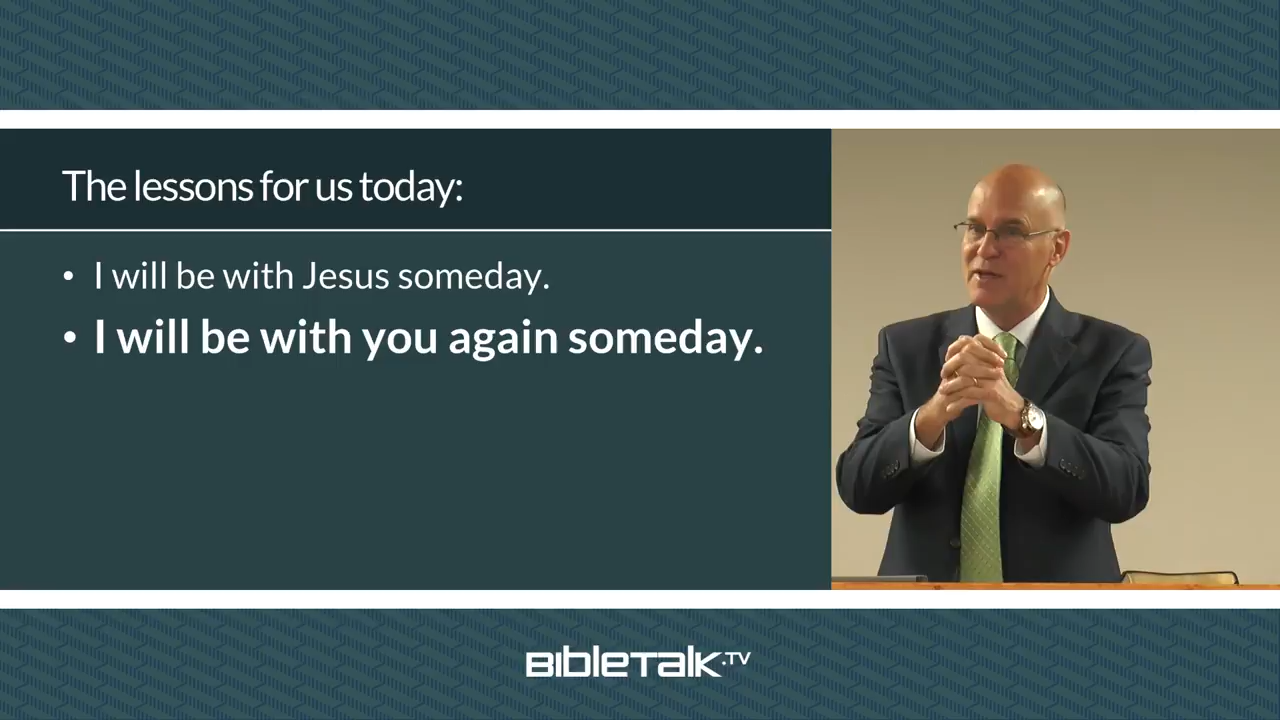 The lessons for us today:
• I will be with Jesus someday.
• I will be with you again someday.
BIBLETALK.TV